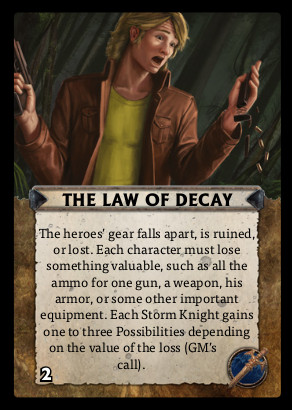 THE LAW OF DECAY
The heroes' gear falls apart, is ruined,
or lost. Each character must lose
something valuable, such as all the
ammo for one gun, a weapon, his
armor, or some other important
equipment. Each Storm Knight gains
one to three Possibilities depending
on the value of the loss (GM's
call).
2